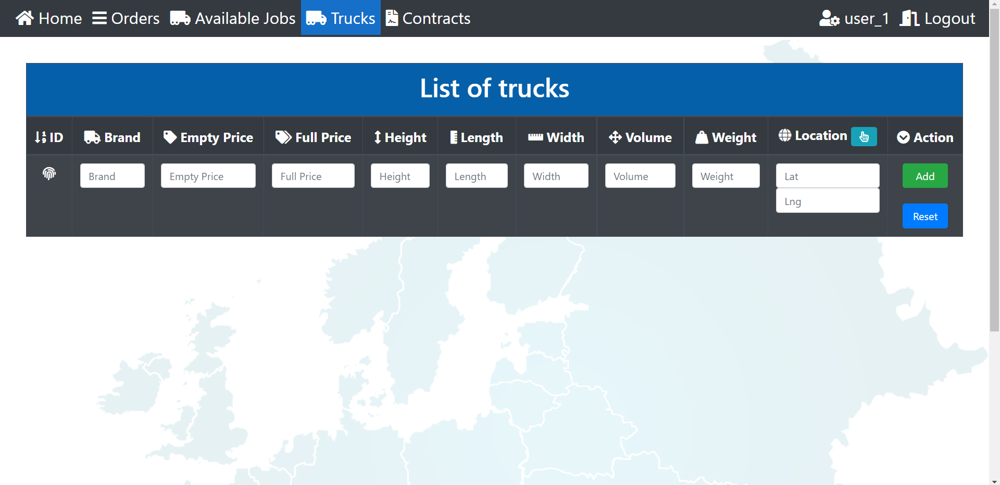 Home Orders Available Jobs Trucks Contracts user_1 Logout
List of trucks
ID Brand Empty Price Full Price Height Length Width Volume Weight Location Action
Brand Empty Price Full Price Height Length Width Volume Weight Lat Add
Lng
Reset